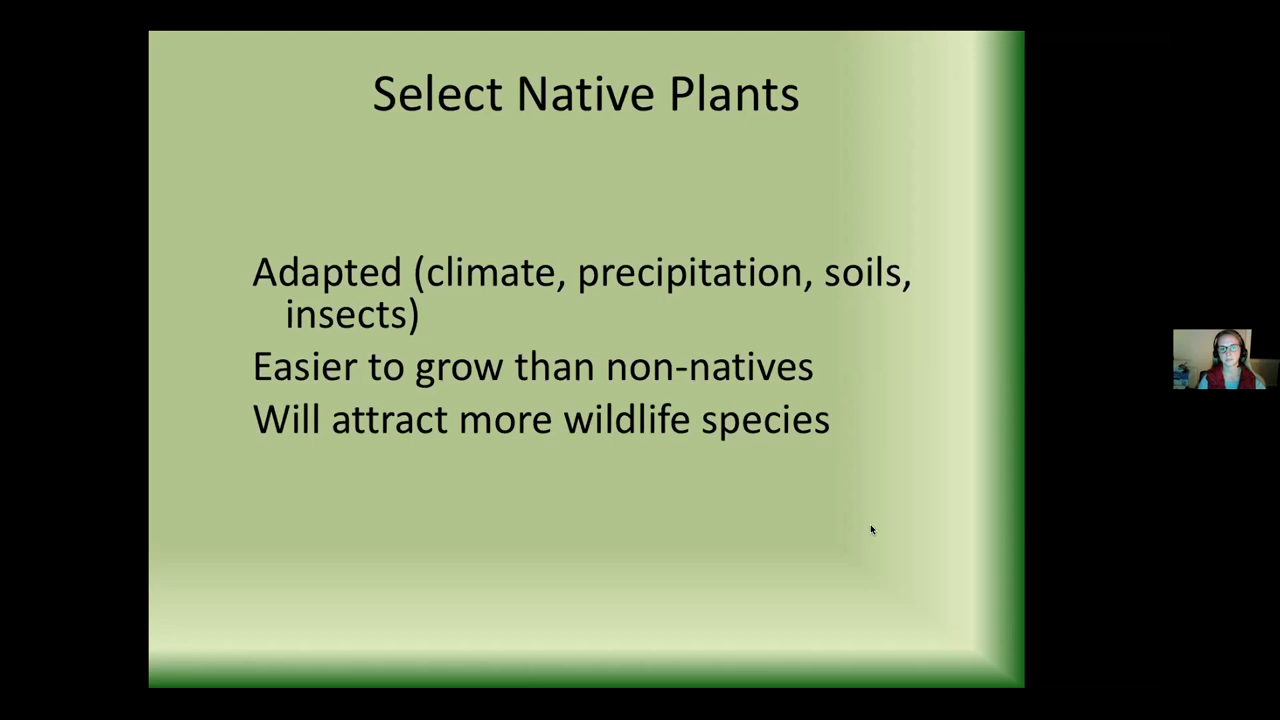 Select Native Plants
Adapted (climate, precipitation, soils,
insects)
Easier to grow than non-natives
Will attract more wildlife species